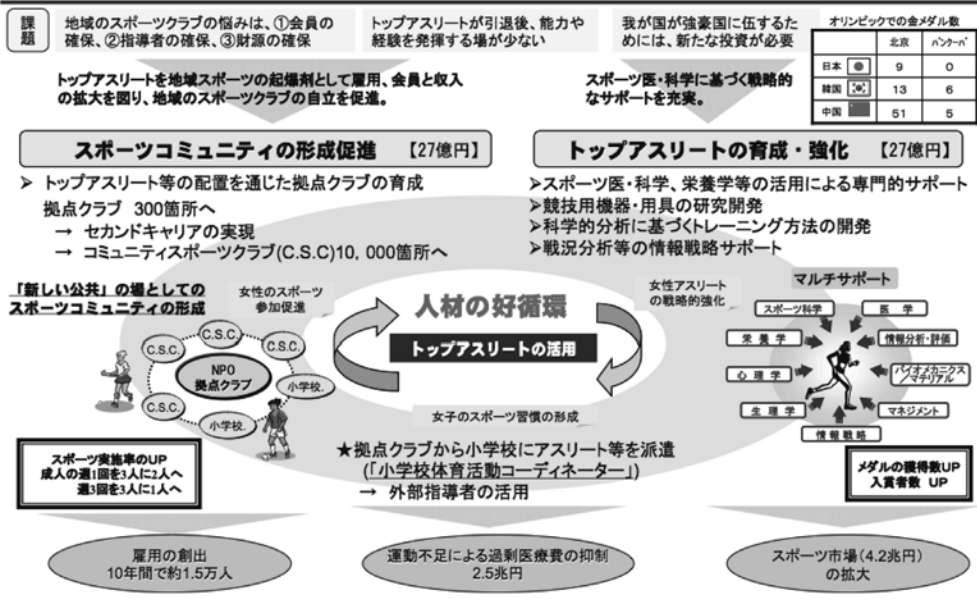 課題
地域のスポーツクラブの悩みは、①会員の
確保、②指導者の確保、③財源の確保
トップアスリートが引退後、能力や
経験を発揮する場が少ない
我が国が強豪国に伍するた
めには、新たな投資が必要
オリンピックでの金メダル数
北京 バンクーバ
日本 9 0
韓国 13 6
中国 51 5
トップアスリートを地域スポーツの起爆剤として雇用、会員と収入
の拡大を図り、地域のスポーツクラブの自立を促進。
スポーツ医・科学に基づく戦略的
なサポートを充実。
スポーツコミュニティの形成促進 【27億円】
➢ トップアスリート等の配置を通じた拠点クラブの育成
拠点クラブ 300箇所へ
→ セカンドキャリアの実現
→ コミュニティスポーツクラブ(C.S.C)10,000箇所へ
トップアスリートの育成・強化 【27億円】
➢スポーツ医・科学、栄養学等の活用による専門的サポート
➢競技用機器・用具の研究開発
➢科学的分析に基づくトレーニング方法の開発
➢戦況分析等の情報戦略サポート
「新しい公共」の場としての
スポーツコミュニティの形成
C.S.C.
C.S.C.
C.S.C.
C.S.C.
NPO
拠点クラブ
小学校.
小学校.
女性のスポーツ
参加促進
人材の好循環
トップアスリートの活用
女性アスリート
の戦略的強化
女子のスポーツ習慣の形成
★拠点クラブから小学校にアスリート等を派遣
(「小学校体育活動コーディネーター」)
→ 外部指導者の活用
マルチサポート
スポーツ科学
医 学
栄 養 学
情報分析・評価
心 理 学
バイオメカニクス
／マテリアル
生 理 学
マネジメント
情 報 戦 略
スポーツ実施率のUP
成人の週1回を3人に2人へ
週3回を3人に1人へ
メダルの獲得数UP
入賞者数 UP
雇用の創出
10年間で約1.5万人
運動不足による過剰医療費の抑制
2.5兆円
スポーツ市場(4.2兆円)
の拡大